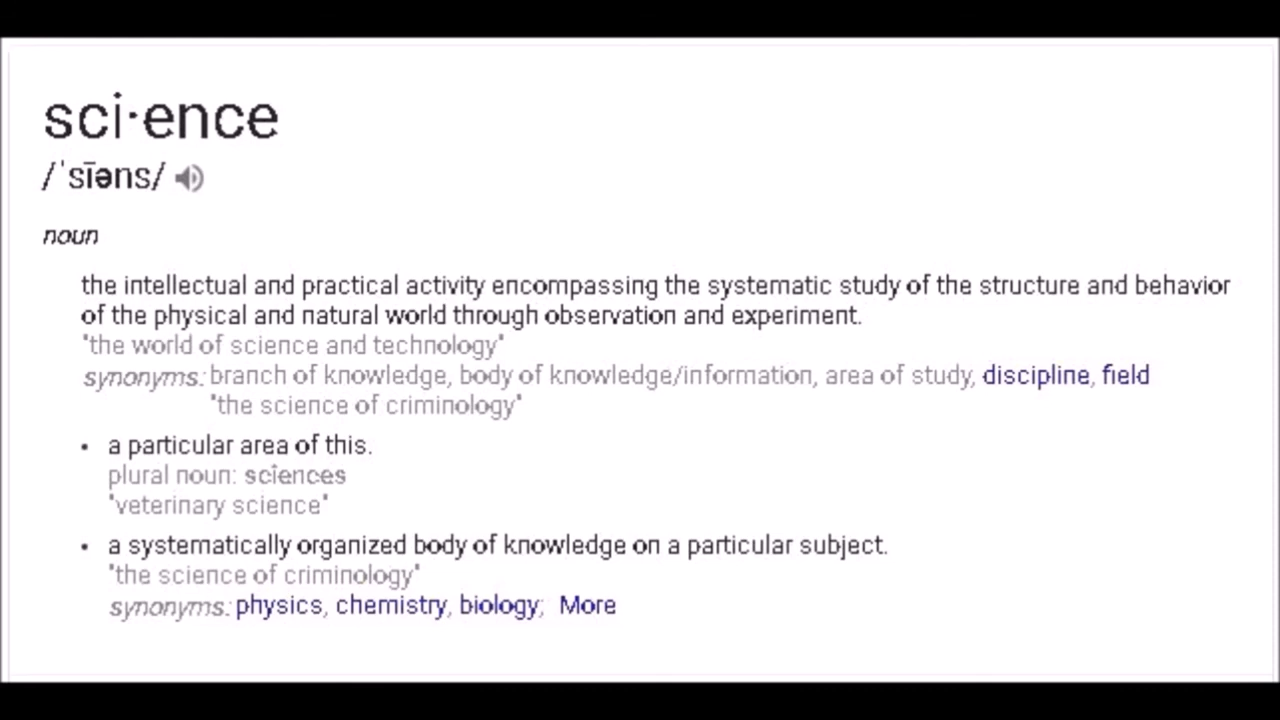 sci·ence
/ˈsīəns/
noun
the intellectual and practical activity encompassing the systematic study of the structure and behavior
of the physical and natural world through observation and experiment.
"the world of science and technology"
synonyms: branch of knowledge, body of knowledge/information, area of study, discipline, field
"the science of criminology"
• a particular area of this.
plural noun: sciences
"veterinary science"
• a systematically organized body of knowledge on a particular subject.
"the science of criminology"
synonyms: physics, chemistry, biology; More